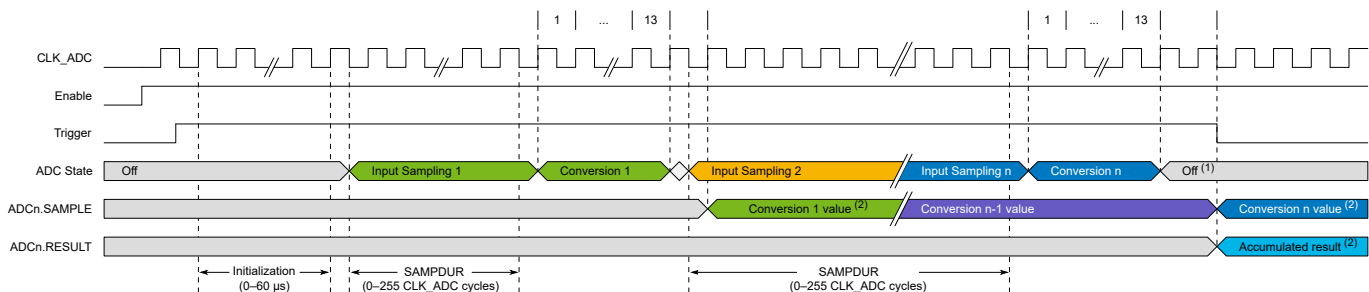 1 ... 13 1 ... 13
CLK_ADC
Enable
Trigger
ADC State Off Input Sampling 1 Conversion 1 Input Sampling 2 Input Sampling n Conversion n Off (1)
ADCn.SAMPLE Conversion 1 value (2) Conversion n-1 value Conversion n value (2)
ADCn.RESULT Accumulated result (2)
Initialization SAMPDUR SAMPDUR
(0–60 µs) (0–255 CLK_ADC cycles) (0–255 CLK_ADC cycles)